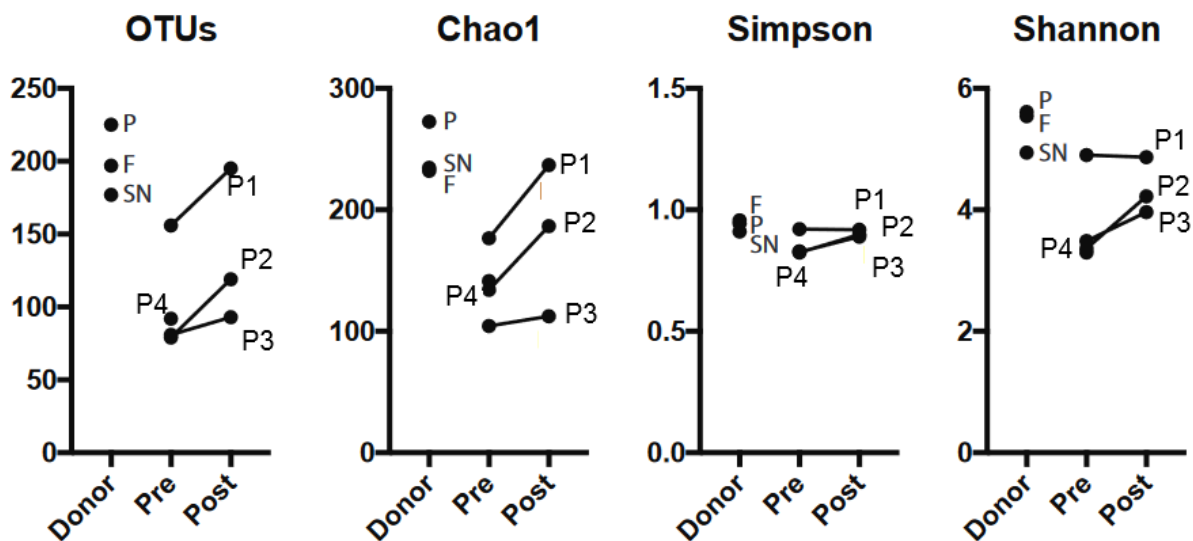 OTUs
250
200
150
100
50
0
P
F
SN
P1
P2
P4
P3
Donor
Pre
Post
Chao1
300
200
100
0
P
SN
F
P1
P2
P4
P3
Donor
Pre
Post
Simpson
1.5
1.0
0.5
0.0
F
P
SN
P1
P2
P4
P3
Donor
Pre
Post
Shannon
6
4
2
0
P
F
SN
P1
P2
P3
P4
Donor
Pre
Post